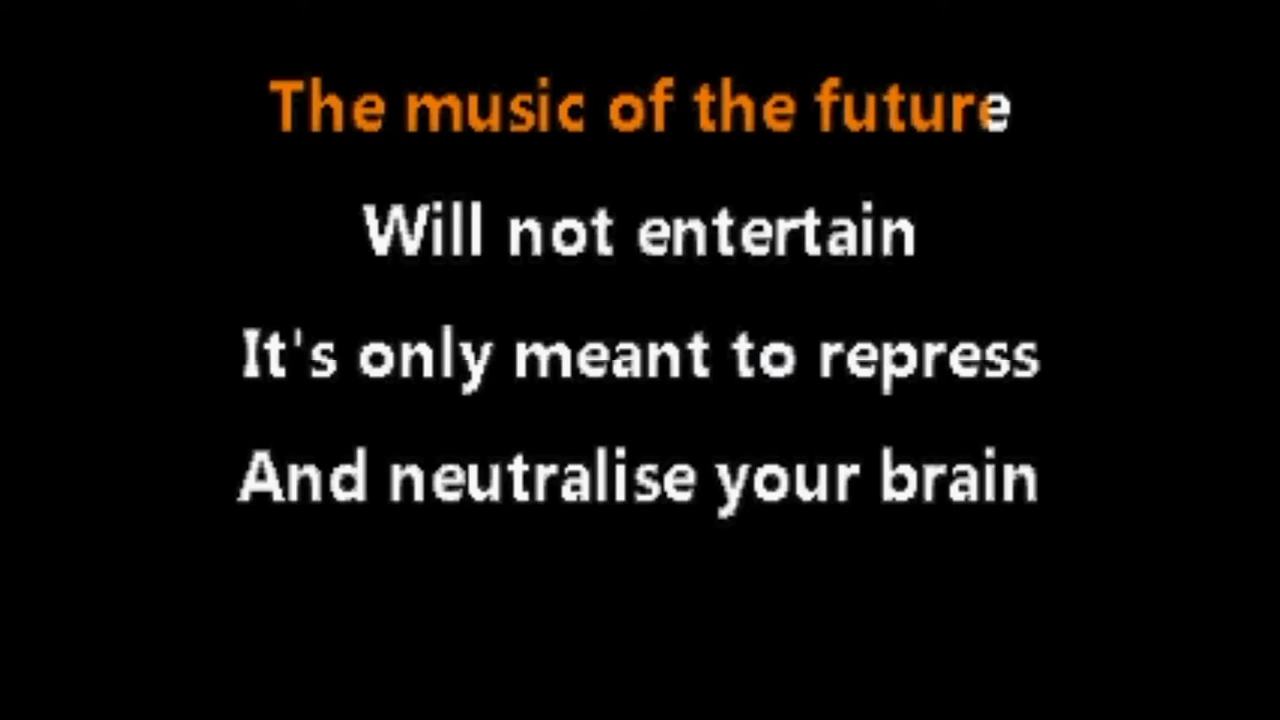 The music of the future
Will not entertain
It's only meant to repress
And neutralise your brain